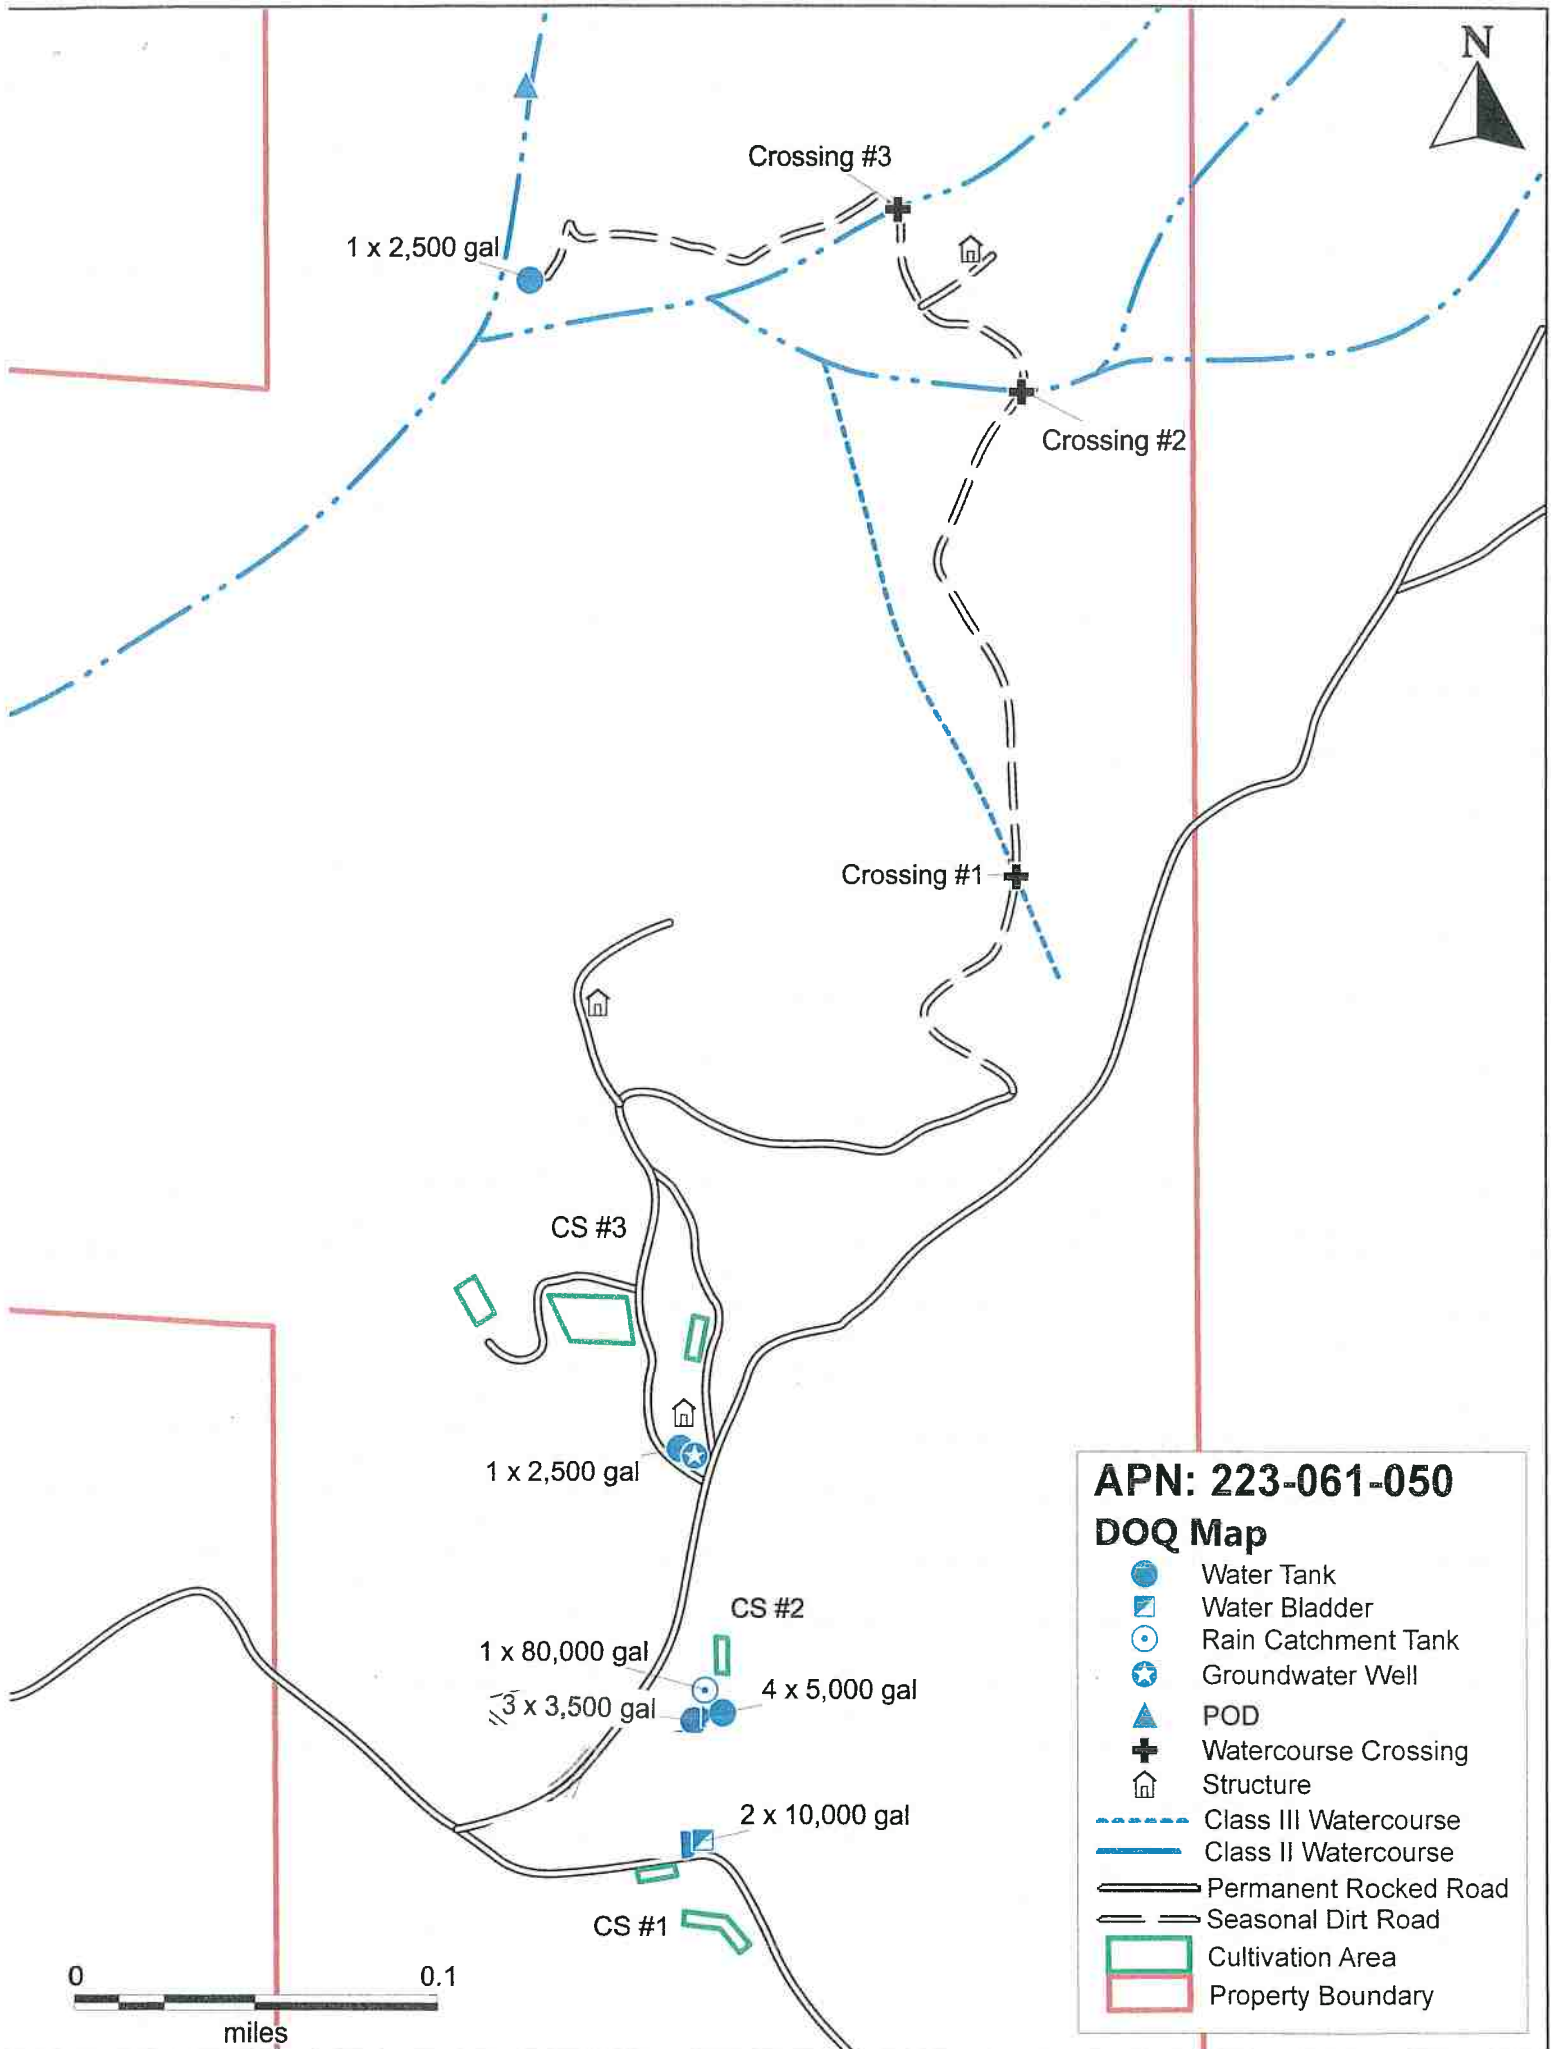 N
Crossing #3
1 x 2,500 gal
Crossing #2
Crossing #1
CS #3
1 x 2,500 gal
CS #2
1 x 80,000 gal
3 x 3,500 gal
4 x 5,000 gal
2 x 10,000 gal
CS #1
0 0.1
miles
APN: 223-061-050
DOQ Map
Water Tank
Water Bladder
Rain Catchment Tank
Groundwater Well
POD
Watercourse Crossing
Structure
Class III Watercourse
Class II Watercourse
Permanent Rocked Road
Seasonal Dirt Road
Cultivation Area
Property Boundary